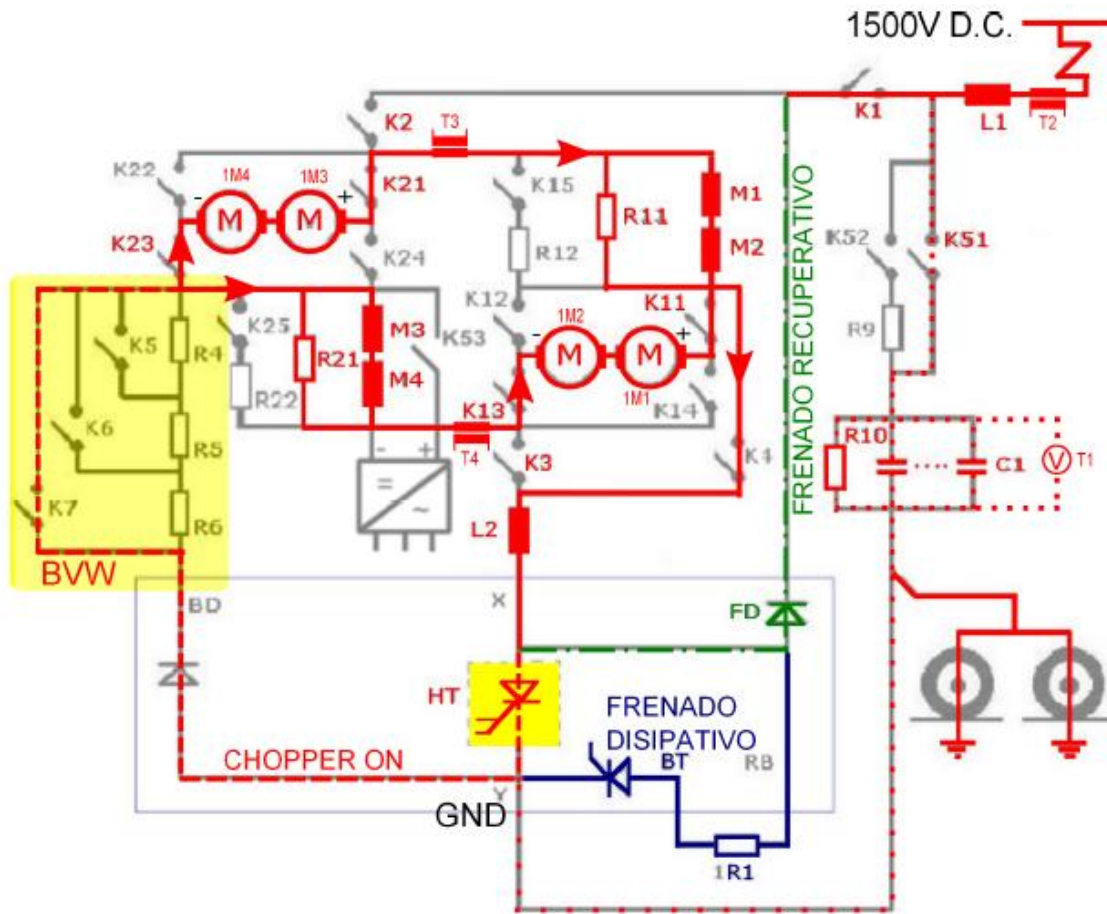 1500V D.C.
K1
L1
T2
K2
T3
K22
1M4
1M3
-
M
M
+
K21
K15
R11
M1
M2
K23
R12
K24
K12
K11
FRENADO RECUPERATIVO
K52
K51
R9
K5
R4
K25
R21
M3
M4
K53
-
1M2
M
M
+
1M1
K6
R5
R22
K13
K14
T4
K3
K4
R10
C1
V
T1
K7
R6
-
+
=
~
L2
BVW
BD
X
FD
HT
FRENADO
DISIPATIVO
BT
RB
CHOPPER ON
Y
GND
1R1